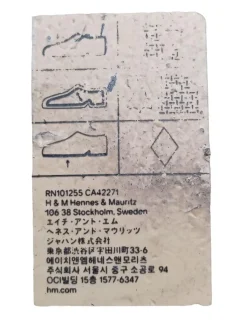 RN101255 CA42271
H & M Hennes & Mauritz
106 38 Stockholm, Sweden
エイチ・アンド・エム
ヘネス・アンド・マウリッツ
ジャパン株式会社
東京都渋谷区宇田川町33-6
에이치앤엠헤네스앤모리츠
주식회사 서울시 중구 소공로 94
OCI빌딩 15층 1577-6347
hm.com